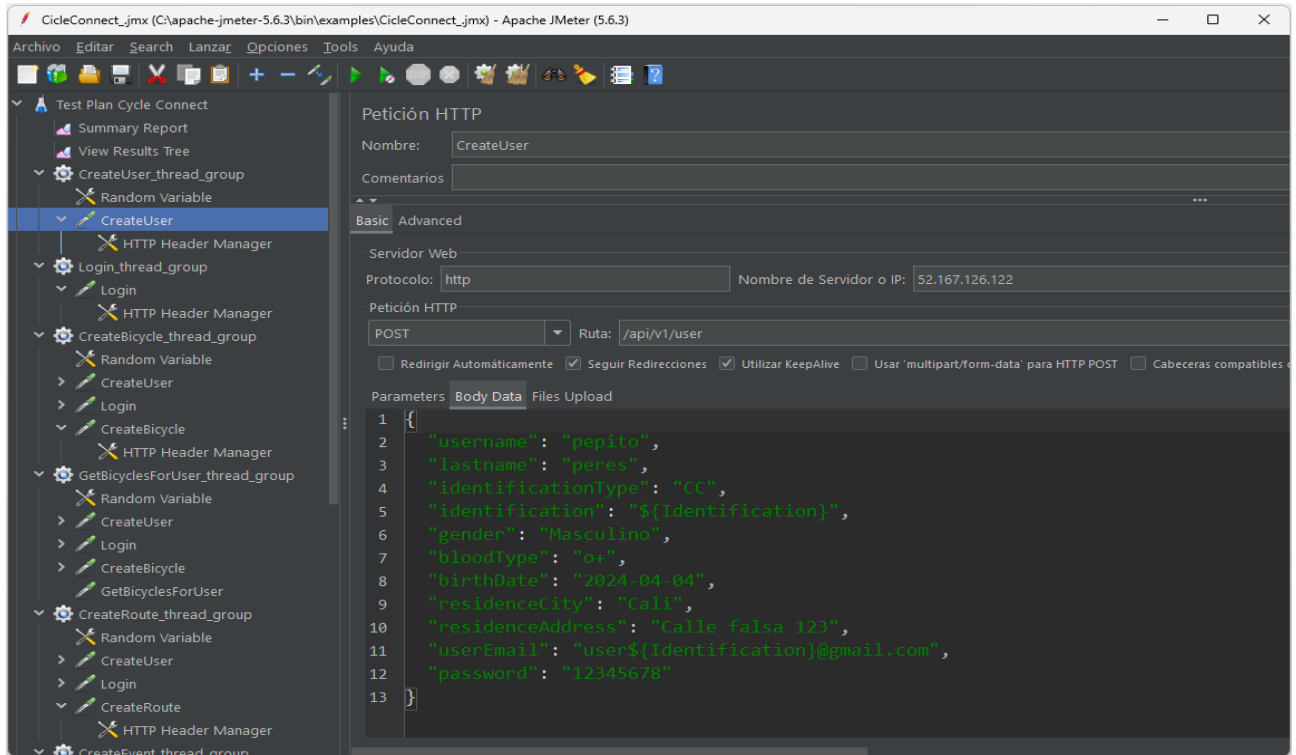 CicleConnect_.jmx (C:\apache-jmeter-5.6.3\bin\examples\CicleConnect_.jmx) - Apache JMeter (5.6.3)
Archivo Editar Search Lanzar Opciones Tools Ayuda
Test Plan Cycle Connect
Summary Report
View Results Tree
CreateUser_thread_group
Random Variable
CreateUser
HTTP Header Manager
Login_thread_group
Login
HTTP Header Manager
CreateBicycle_thread_group
Random Variable
CreateUser
Login
CreateBicycle
HTTP Header Manager
GetBicyclesForUser_thread_group
Random Variable
CreateUser
Login
CreateBicycle
GetBicyclesForUser
CreateRoute_thread_group
Random Variable
CreateUser
Login
CreateRoute
HTTP Header Manager
CreateEvent_thread_group
Petición HTTP
Nombre: CreateUser
Comentarios
Basic Advanced
Servidor Web
Protocolo: http Nombre de Servidor o IP: 52.167.126.122
Petición HTTP
POST Ruta: /api/v1/user
Redirigir Automáticamente Seguir Redirecciones Utilizar KeepAlive Usar 'multipart/form-data' para HTTP POST Cabeceras compatibles
Parameters Body Data Files Upload
1 {
2 "username": "pepito",
3 "lastname": "peres",
4 "identificationType": "CC",
5 "identification": "${Identification}",
6 "gender": "Masculino",
7 "bloodType": "o+",
8 "birthDate": "2024-04-04",
9 "residenceCity": "Cali",
10 "residenceAddress": "Calle falsa 123",
11 "userEmail": "user${Identification}@gmail.com",
12 "password": "12345678"
13 }